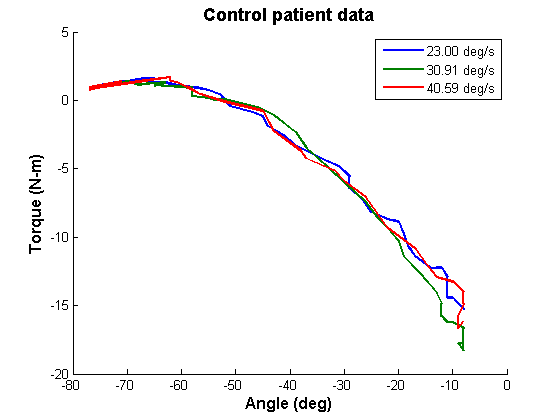 Control patient data
23.00 deg/s
30.91 deg/s
40.59 deg/s
5
0
-5
-10
-15
-20
Torque (N-m)
-80 -70 -60 -50 -40 -30 -20 -10 0
Angle (deg)